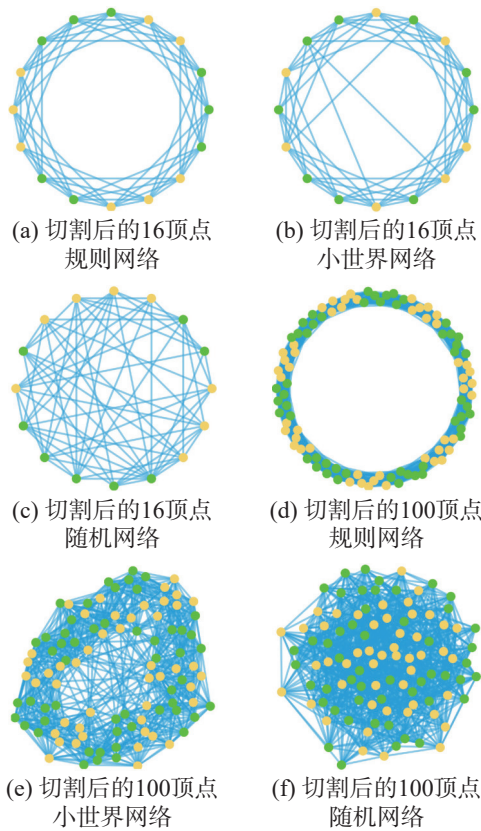 (a) 切割后的16顶点
规则网络
(b) 切割后的16顶点
小世界网络
(c) 切割后的16顶点
随机网络
(d) 切割后的100顶点
规则网络
(e) 切割后的100顶点
小世界网络
(f) 切割后的100顶点
随机网络